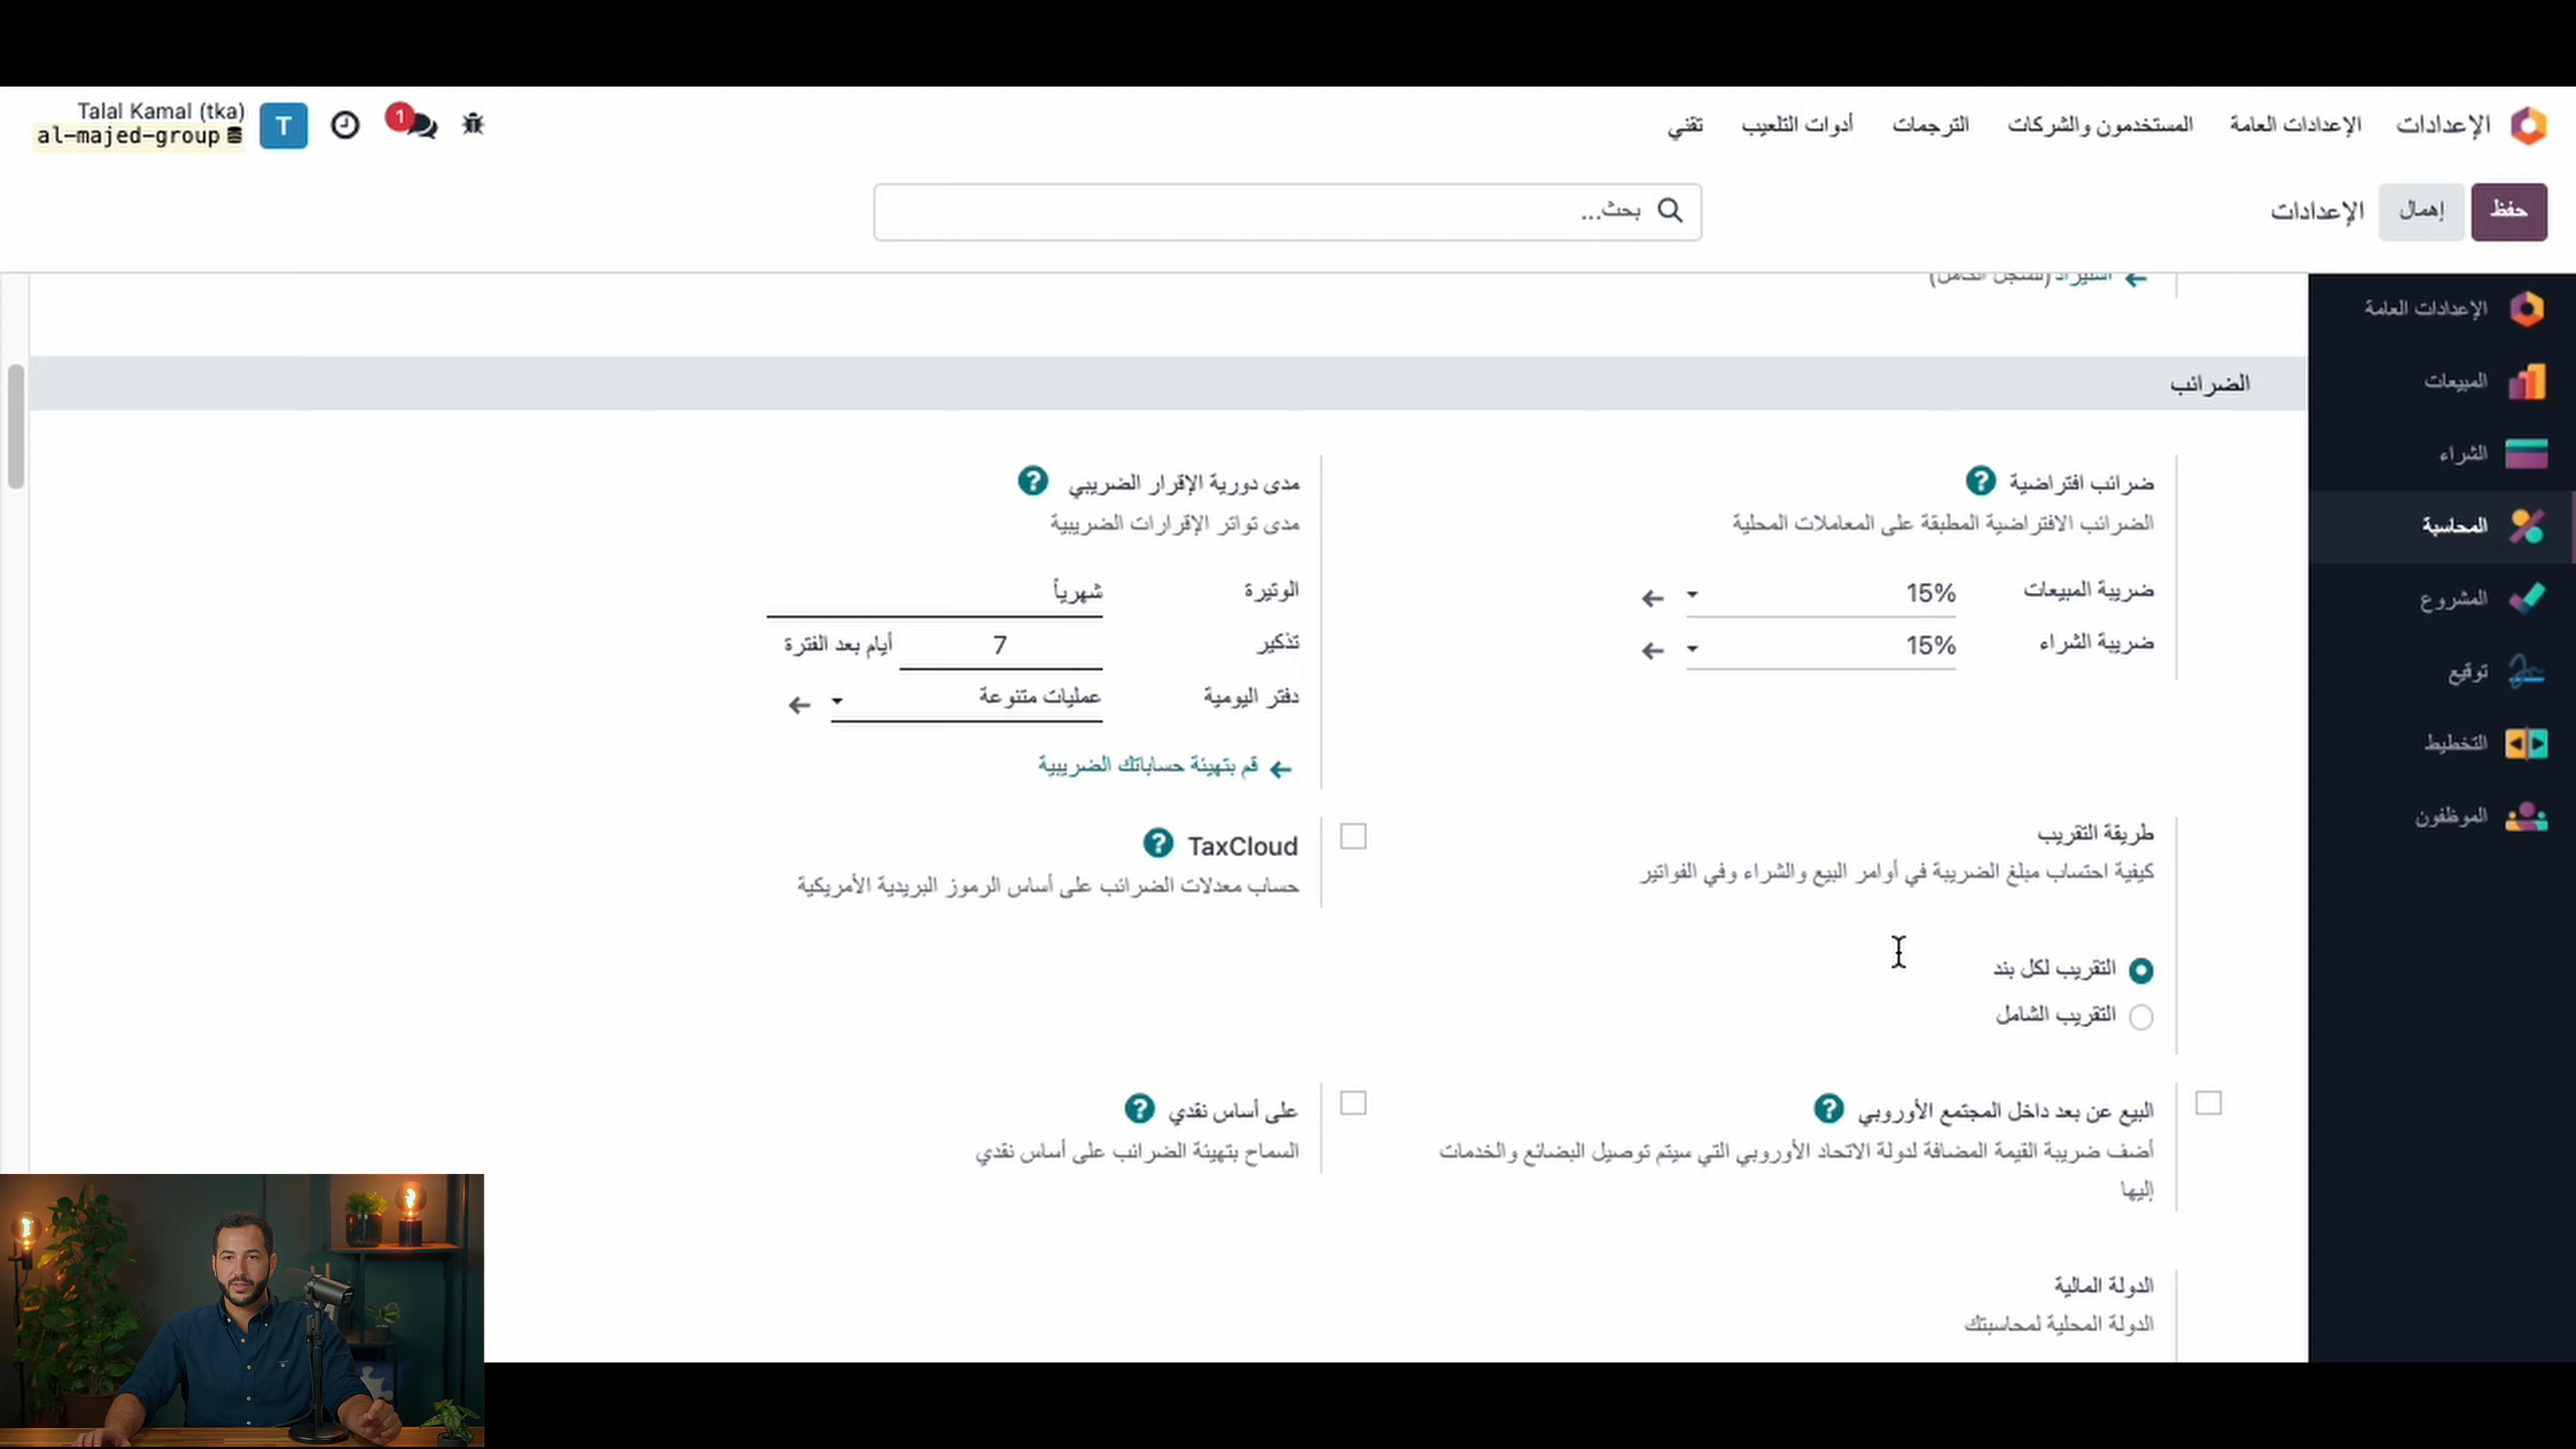 الإعدادات الإعدادات العامة المستخدمون والشركات الترجمات أدوات التلعيب تقني
1
T
Talal Kamal (tka)
al-majed-group
حفظ إهمال الإعدادات
بحث...
الإعدادات العامة
المبيعات
الشراء
المحاسبة
المشروع
توقيع
التخطيط
الموظفون
الضرائب
ضرائب افتراضية ?
الضرائب الافتراضية المطبقة على المعاملات المحلية
ضريبة المبيعات 15%
ضريبة الشراء 15%
مدى دورية الإقرار الضريبي ?
مدى تواتر الإقرارات الضريبية
الوتيرة شهرياً
تذكير 7 أيام بعد الفترة
دفتر اليومية عمليات متنوعة
قم بتهيئة حساباتك الضريبية
طريقة التقريب
كيفية احتساب مبلغ الضريبة في أوامر البيع والشراء وفي الفواتير
التقريب لكل بند
التقريب الشامل
TaxCloud ?
حساب معدلات الضرائب على أساس الرموز البريدية الأمريكية
البيع عن بعد داخل المجتمع الأوروبي ?
أضف ضريبة القيمة المضافة لدولة الاتحاد الأوروبي التي سيتم توصيل البضائع والخدمات
إليها
على أساس نقدي ?
السماح بتهيئة الضرائب على أساس نقدي
الدولة المالية
الدولة المحلية لمحاسبتك